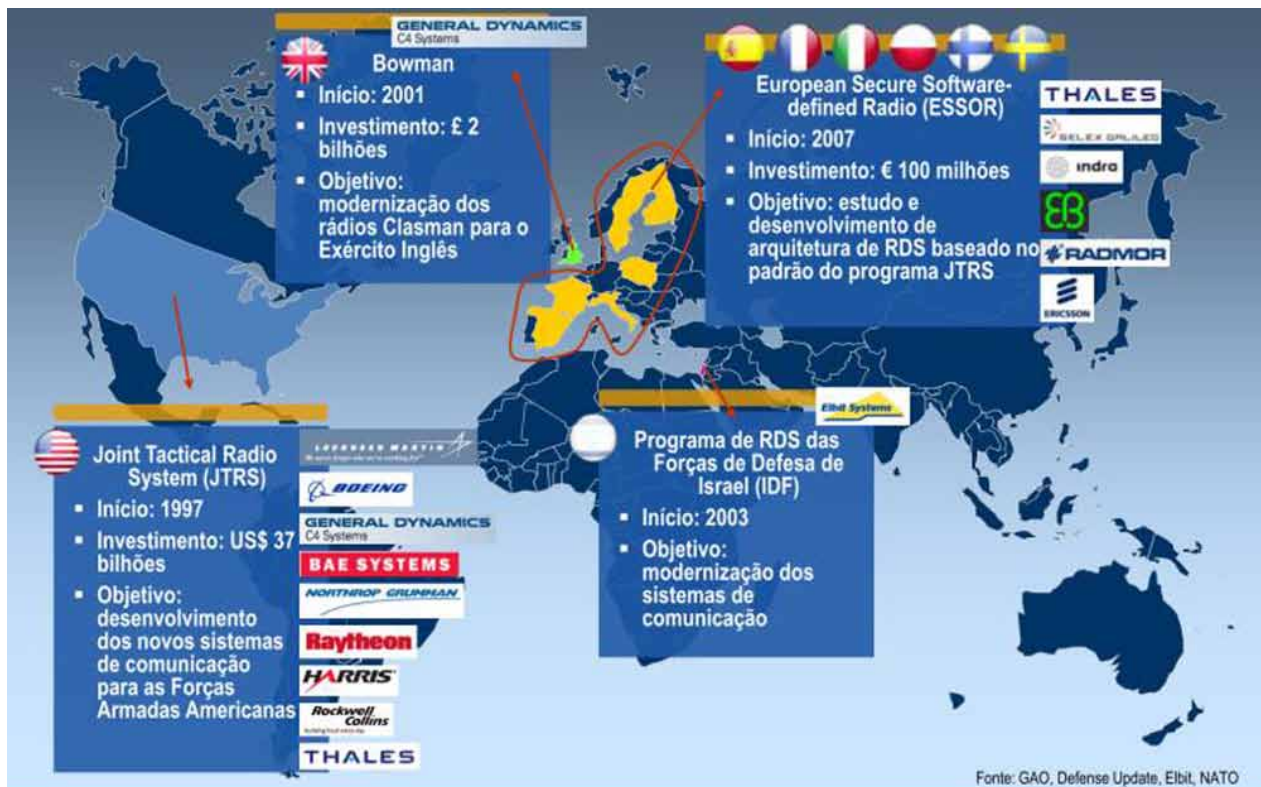 GENERAL DYNAMICS
C4 Systems
Bowman
▪ Início: 2001
▪ Investimento: £ 2
bilhões
▪ Objetivo:
modernização dos
rádios Clasman para o
Exército Inglês
European Secure Software-
defined Radio (ESSOR)
▪ Início: 2007
▪ Investimento: € 100 milhões
▪ Objetivo: estudo e
desenvolvimento de
arquitetura de RDS baseado no
padrão do programa JTRS
THALES
SELEX GALILEO
indra
EB
RADMOR
ERICSSON
Joint Tactical Radio
System (JTRS)
▪ Início: 1997
▪ Investimento: US$ 37
bilhões
▪ Objetivo:
desenvolvimento
dos novos sistemas
de comunicação
para as Forças
Armadas Americanas
LOCKHEED MARTIN
BOEING
GENERAL DYNAMICS
C4 Systems
BAE SYSTEMS
NORTHROP GRUMMAN
Raytheon
HARRIS
Rockwell
Collins
THALES
Elbit Systems
Programa de RDS das
Forças de Defesa de
Israel (IDF)
▪ Início: 2003
▪ Objetivo:
modernização dos
sistemas de
comunicação
Fonte: GAO, Defense Update, Elbit, NATO